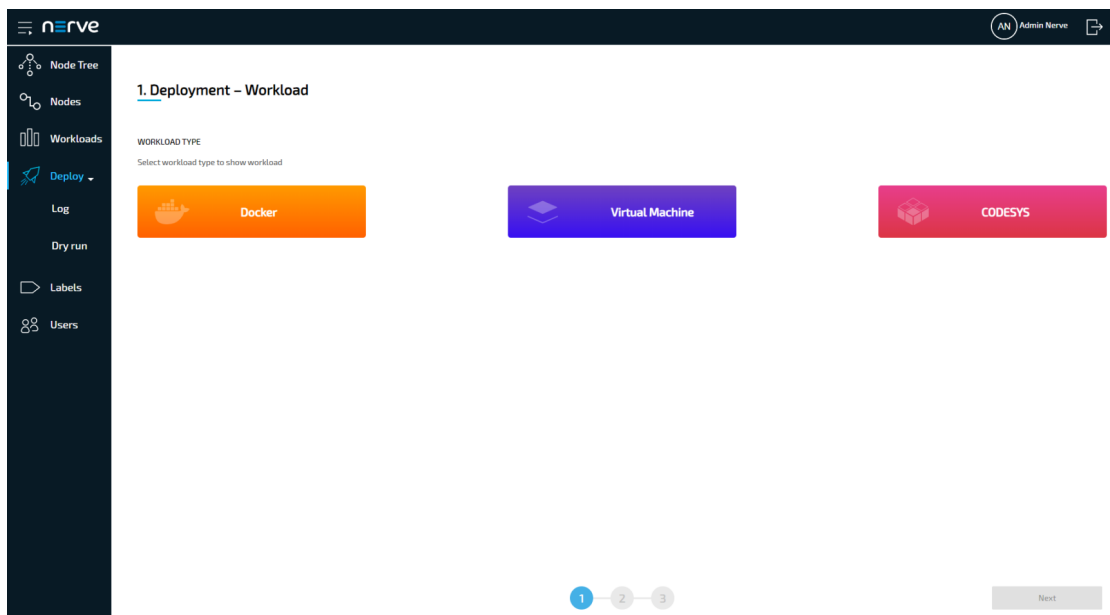 nerve
AN Admin Nerve
Node Tree
Nodes
Workloads
Deploy
Log
Dry run
Labels
Users
1. Deployment – Workload
WORKLOAD TYPE
Select workload type to show workload
Docker
Virtual Machine
CODESYS
1 2 3
Next